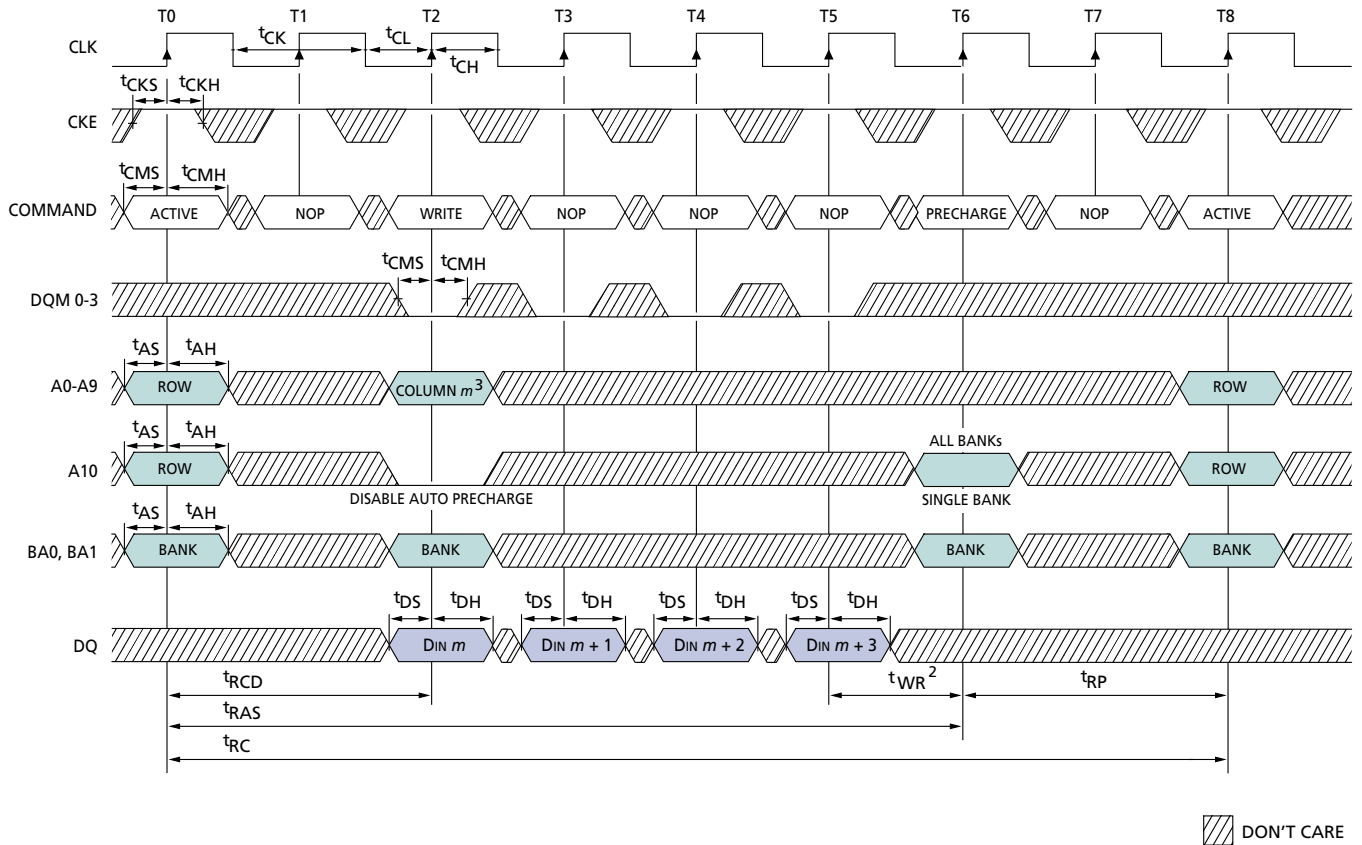 T0 T1 T2 T3 T4 T5 T6 T7 T8
CLK tCK tCL tCH
tCKS tCKH
CKE
tCMS tCMH
COMMAND ACTIVE NOP WRITE NOP NOP NOP PRECHARGE NOP ACTIVE
tCMS tCMH
DQM 0-3
tAS tAH
A0-A9 ROW COLUMN m3 ROW
tAS tAH ALL BANKs
A10 ROW ROW
DISABLE AUTO PRECHARGE SINGLE BANK
tAS tAH
BA0, BA1 BANK BANK BANK BANK
tDS tDH tDS tDH tDS tDH tDS tDH
DQ DIN m DIN m + 1 DIN m + 2 DIN m + 3
tRCD tWR2 tRP
tRAS
tRC
DON'T CARE